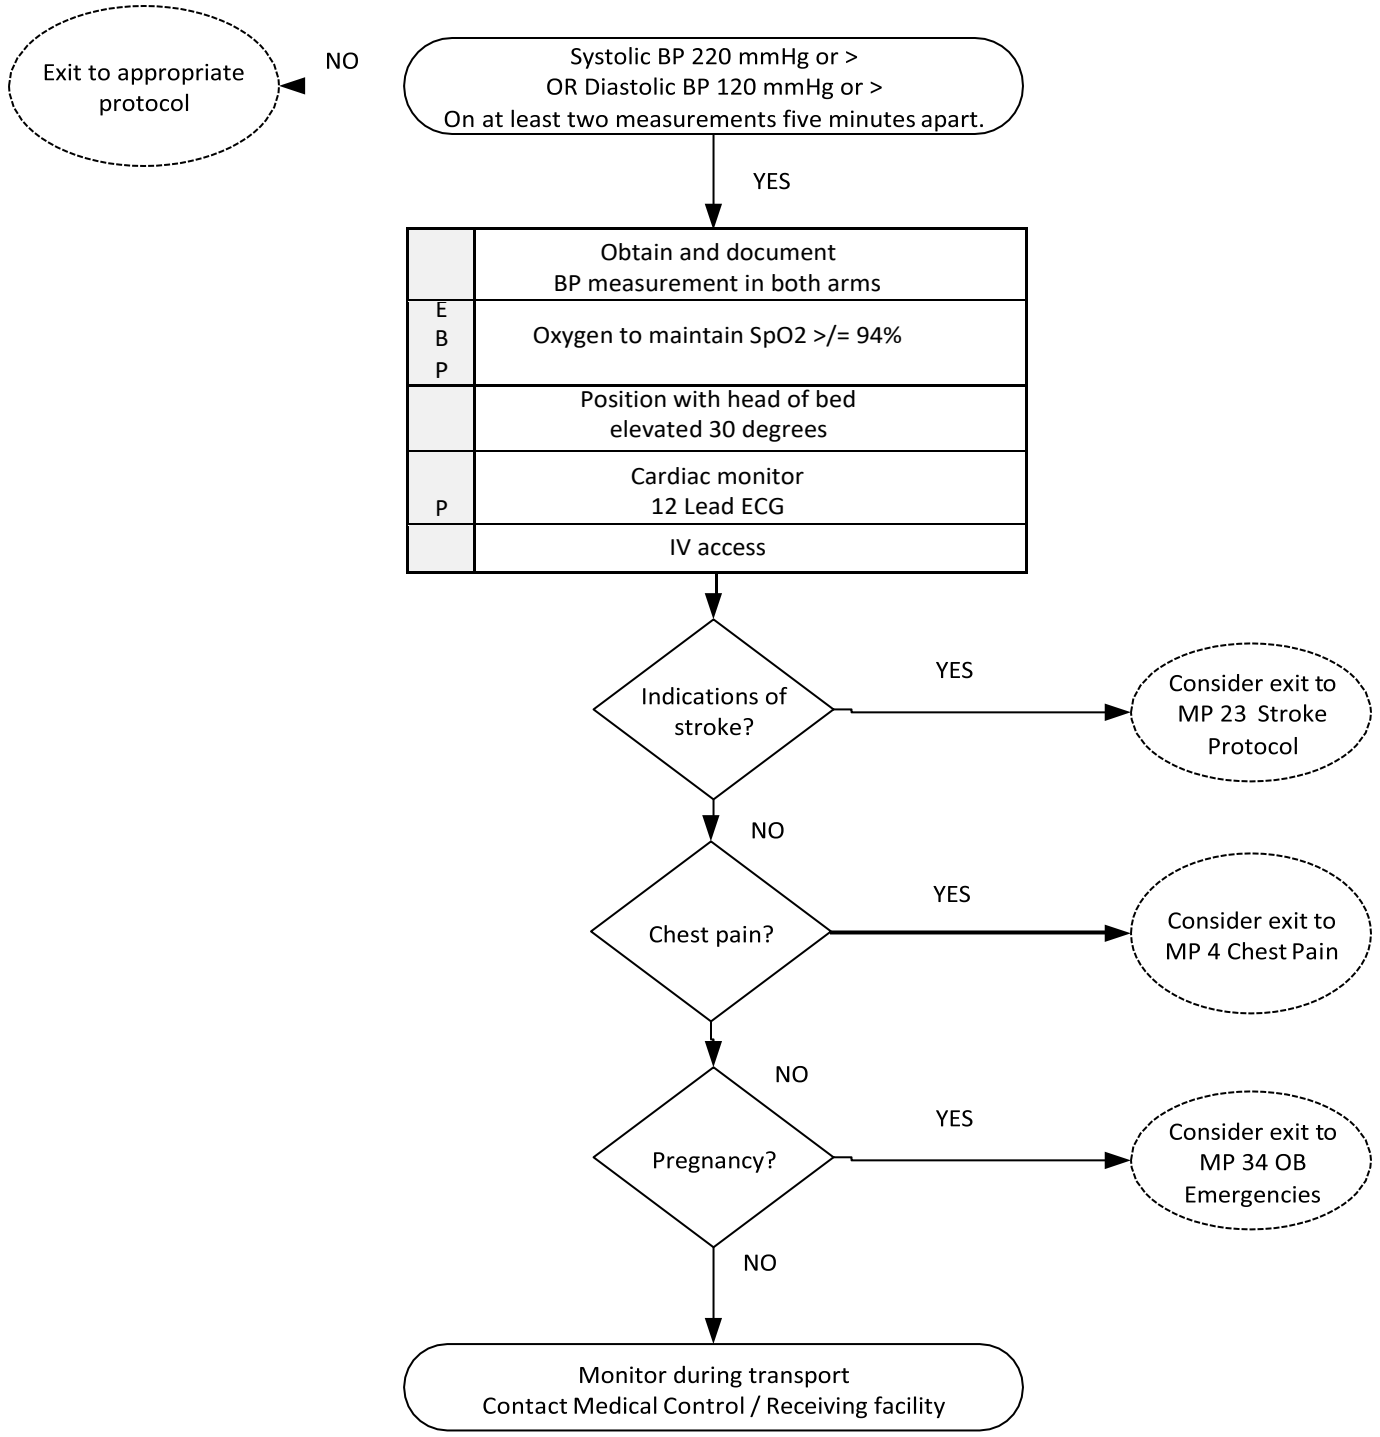 Exit to appropriate
protocol
NO
Systolic BP 220 mmHg or >
OR Diastolic BP 120 mmHg or >
On at least two measurements five minutes apart.
YES
Obtain and document
BP measurement in both arms
E
B
P
Oxygen to maintain SpO2 >/= 94%
Position with head of bed
elevated 30 degrees
P
Cardiac monitor
12 Lead ECG
IV access
Indications of
stroke?
YES
Consider exit to
MP 23 Stroke
Protocol
NO
Chest pain?
YES
Consider exit to
MP 4 Chest Pain
NO
Pregnancy?
YES
Consider exit to
MP 34 OB
Emergencies
NO
Monitor during transport
Contact Medical Control / Receiving facility